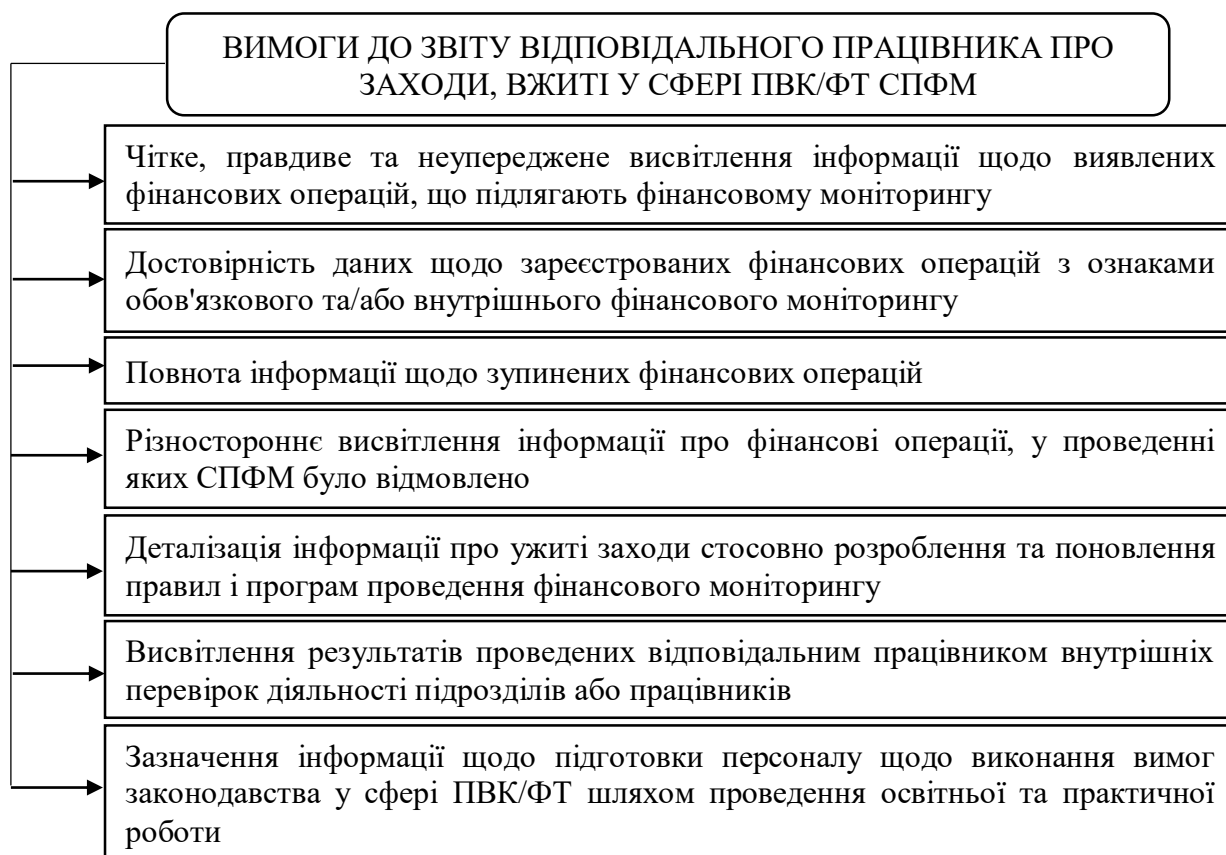 ВИМОГИ ДО ЗВІТУ ВІДПОВІДАЛЬНОГО ПРАЦІВНИКА ПРО
ЗАХОДИ, ВЖИТІ У СФЕРІ ПВК/ФТ СПФМ
Чітке, правдиве та неупереджене висвітлення інформації щодо виявлених
фінансових операцій, що підлягають фінансовому моніторингу
Достовірність даних щодо зареєстрованих фінансових операцій з ознаками
обов'язкового та/або внутрішнього фінансового моніторингу
Повнота інформації щодо зупинених фінансових операцій
Різностороннє висвітлення інформації про фінансові операції, у проведенні
яких СПФМ було відмовлено
Деталізація інформації про ужиті заходи стосовно розроблення та поновлення
правил і програм проведення фінансового моніторингу
Висвітлення результатів проведених відповідальним працівником внутрішніх
перевірок діяльності підрозділів або працівників
Зазначення інформації щодо підготовки персоналу щодо виконання вимог
законодавства у сфері ПВК/ФТ шляхом проведення освітньої та практичної
роботи